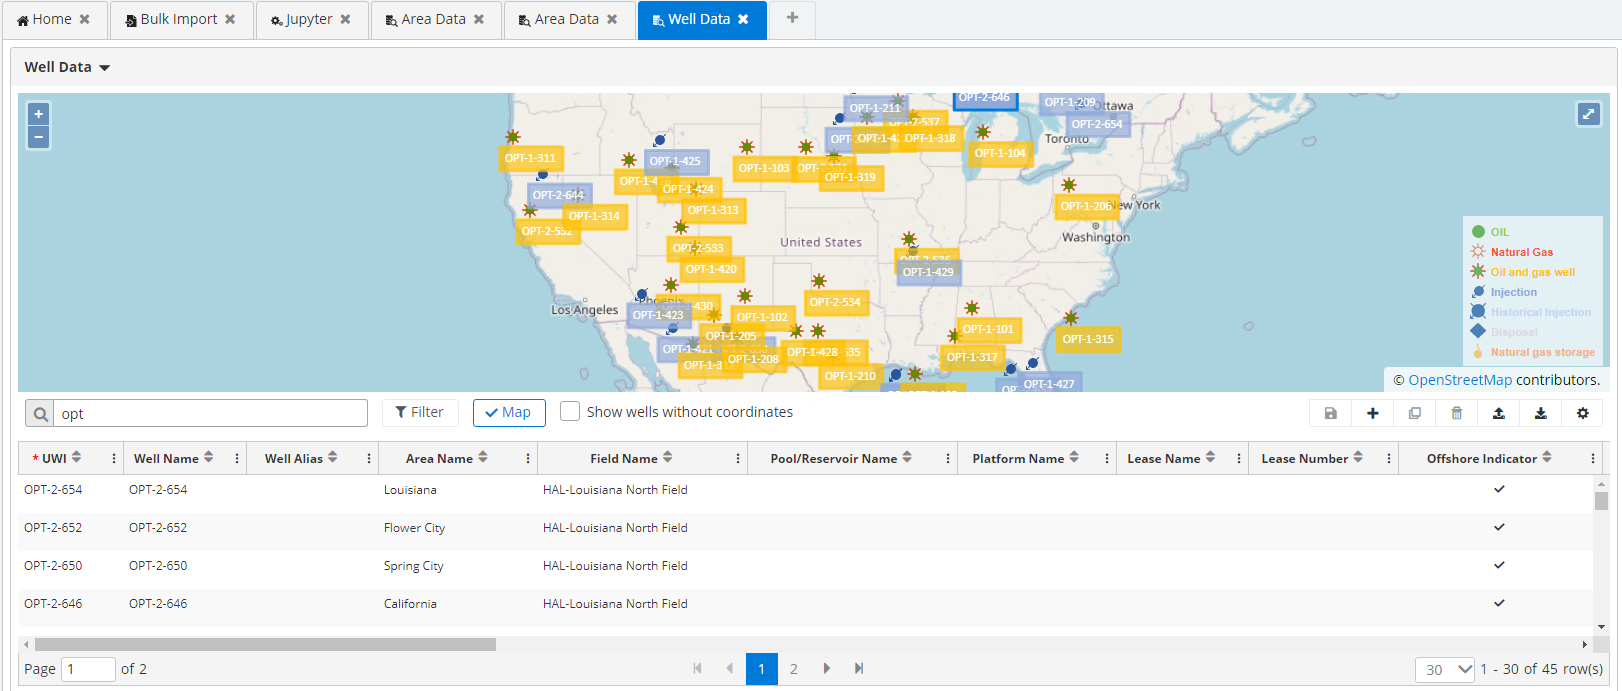 Home Bulk Import Jupyter Area Data Area Data Well Data
Well Data
OPT-1-211
OPT-2-646
OPT-1-209
Ottawa
OPT-2-537
OPT-2-654
OPT-1-311
OPT-1-318
Toronto
OPT-1-425
OPT-1-104
OPT-1-103
OPT-1-319
OPT-1-424
OPT-2-644
OPT-1-206
New York
OPT-1-313
OPT-1-314
OPT-2-532
United States
Washington
OPT-2-533
OPT-1-420
OPT-1-429
Los Angeles
Phoenix
OPT-2-534
OPT-1-423
OPT-1-102
OPT-1-101
OPT-1-205
OPT-1-315
OPT-1-208
OPT-1-428
OPT-1-317
OPT-1-210
OPT-1-427
OIL
Natural Gas
Oil and gas well
Injection
Historical Injection
Disposal
Natural gas storage
© OpenStreetMap contributors.
opt Filter Map Show wells without coordinates
* UWI Well Name Well Alias Area Name Field Name Pool/Reservoir Name Platform Name Lease Name Lease Number Offshore Indicator
OPT-2-654 OPT-2-654 Louisiana HAL-Louisiana North Field
OPT-2-652 OPT-2-652 Flower City HAL-Louisiana North Field
OPT-2-650 OPT-2-650 Spring City HAL-Louisiana North Field
OPT-2-646 OPT-2-646 California HAL-Louisiana North Field
Page 1 of 2 1 2 30 1 - 30 of 45 row(s)